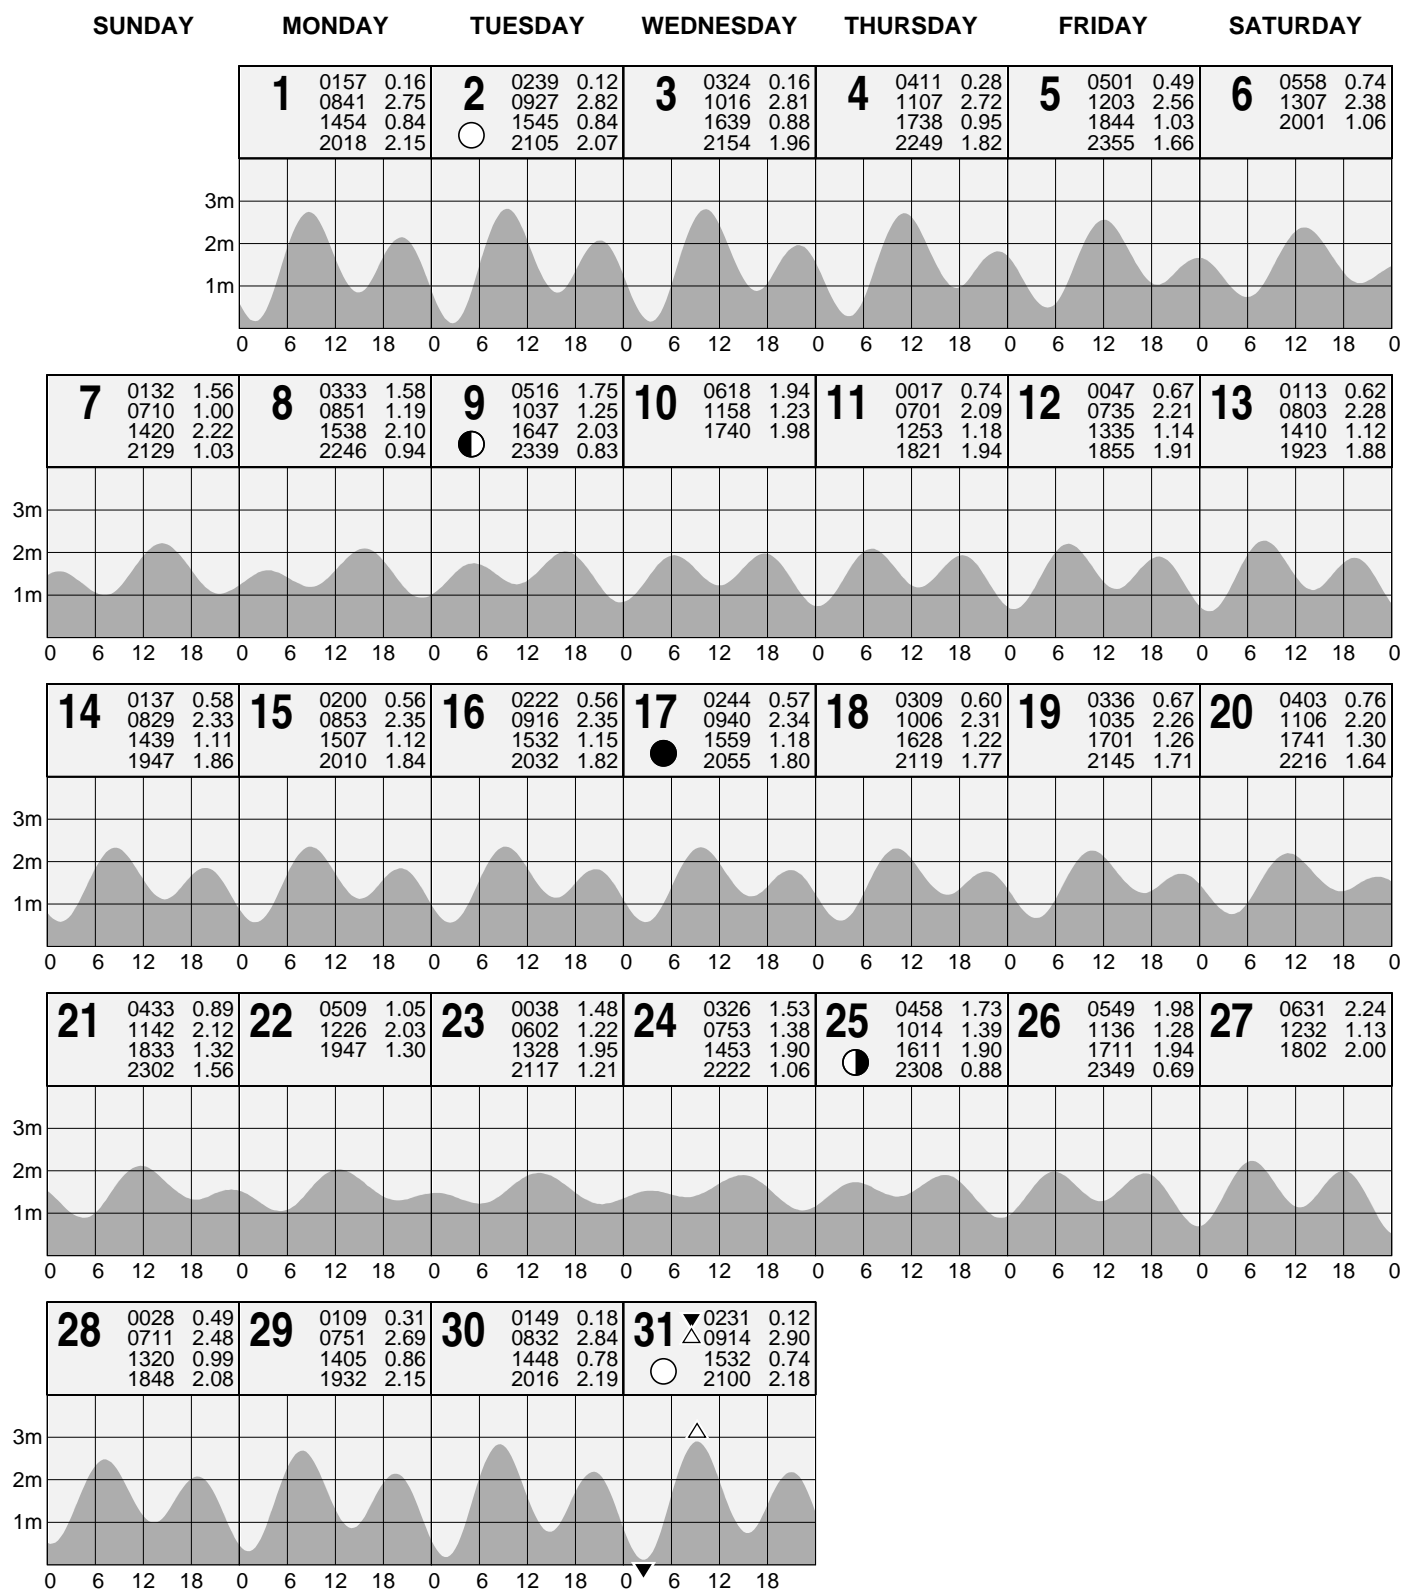 SUNDAY MONDAY TUESDAY WEDNESDAY THURSDAY FRIDAY SATURDAY
1 0157 0.16 2 0239 0.12 3 0324 0.16 4 0411 0.28 5 0501 0.49 6 0558 0.74
0841 2.75 0927 2.82 1016 2.81 1107 2.72 1203 2.56 1307 2.38
1454 0.84 1545 0.84 1639 0.88 1738 0.95 1844 1.03 2001 1.06
2018 2.15 2105 2.07 2154 1.96 2249 1.82 2355 1.66
3m
2m
1m
0 6 12 18 0 6 12 18 0 6 12 18 0 6 12 18 0 6 12 18 0 6 12 18 0
7 0132 1.56 8 0333 1.58 9 0516 1.75 10 0618 1.94 11 0017 0.74 12 0047 0.67 13 0113 0.62
0710 1.00 0851 1.19 1037 1.25 1158 1.23 0701 2.09 0735 2.21 0803 2.28
1420 2.22 1538 2.10 1647 2.03 1740 1.98 1253 1.18 1335 1.14 1410 1.12
2129 1.03 2246 0.94 2339 0.83 1821 1.94 1855 1.91 1923 1.88
3m
2m
1m
0 6 12 18 0 6 12 18 0 6 12 18 0 6 12 18 0 6 12 18 0 6 12 18 0 6 12 18 0
14 0137 0.58 15 0200 0.56 16 0222 0.56 17 0244 0.57 18 0309 0.60 19 0336 0.67 20 0403 0.76
0829 2.33 0853 2.35 0916 2.35 0940 2.34 1006 2.31 1035 2.26 1106 2.20
1439 1.11 1507 1.12 1532 1.15 1559 1.18 1628 1.22 1701 1.26 1741 1.30
1947 1.86 2010 1.84 2032 1.82 2055 1.80 2119 1.77 2145 1.71 2216 1.64
3m
2m
1m
0 6 12 18 0 6 12 18 0 6 12 18 0 6 12 18 0 6 12 18 0 6 12 18 0 6 12 18 0
21 0433 0.89 22 0509 1.05 23 0038 1.48 24 0326 1.53 25 0458 1.73 26 0549 1.98 27 0631 2.24
1142 2.12 1226 2.03 0602 1.22 0753 1.38 1014 1.39 1136 1.28 1232 1.13
1833 1.32 1947 1.30 1328 1.95 1453 1.90 1611 1.90 1711 1.94 1802 2.00
2302 1.56 2117 1.21 2222 1.06 2308 0.88 2349 0.69
3m
2m
1m
0 6 12 18 0 6 12 18 0 6 12 18 0 6 12 18 0 6 12 18 0 6 12 18 0 6 12 18 0
28 0028 0.49 29 0109 0.31 30 0149 0.18 31 0231 0.12
0711 2.48 0751 2.69 0832 2.84 0914 2.90
1320 0.99 1405 0.86 1448 0.78 1532 0.74
1848 2.08 1932 2.15 2016 2.19 2100 2.18
3m
2m
1m
0 6 12 18 0 6 12 18 0 6 12 18 0 6 12 18